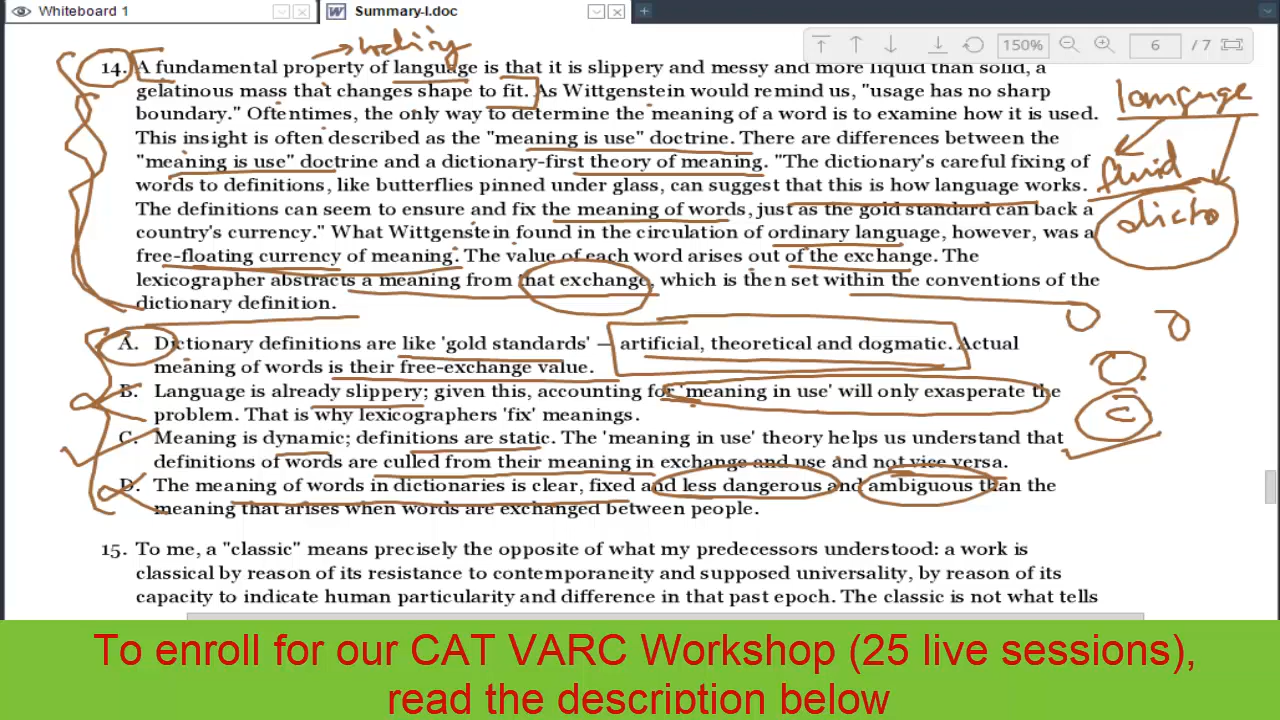 Whiteboard 1
Summary-I.doc
150%
6
/ 7
14. A fundamental property of language is that it is slippery and messy and more liquid than solid, a
gelatinous mass that changes shape to fit. As Wittgenstein would remind us, "usage has no sharp
boundary." Oftentimes, the only way to determine the meaning of a word is to examine how it is used.
This insight is often described as the "meaning is use" doctrine. There are differences between the
"meaning is use" doctrine and a dictionary-first theory of meaning. "The dictionary's careful fixing of
words to definitions, like butterflies pinned under glass, can suggest that this is how language works.
The definitions can seem to ensure and fix the meaning of words, just as the gold standard can back a
country's currency." What Wittgenstein found in the circulation of ordinary language, however, was a
free-floating currency of meaning. The value of each word arises out of the exchange. The
lexicographer abstracts a meaning from that exchange, which is then set within the conventions of the
dictionary definition.
language
fluid
dicto
A. Dictionary definitions are like 'gold standards' – artificial, theoretical and dogmatic. Actual
meaning of words is their free-exchange value.
B. Language is already slippery; given this, accounting for 'meaning in use' will only exasperate the
problem. That is why lexicographers 'fix' meanings.
C. Meaning is dynamic; definitions are static. The 'meaning in use' theory helps us understand that
definitions of words are culled from their meaning in exchange and use and not vice versa.
D. The meaning of words in dictionaries is clear, fixed and less dangerous and ambiguous than the
meaning that arises when words are exchanged between people.
C
15. To me, a "classic" means precisely the opposite of what my predecessors understood: a work is
classical by reason of its resistance to contemporaneity and supposed universality, by reason of its
capacity to indicate human particularity and difference in that past epoch. The classic is not what tells
To enroll for our CAT VARC Workshop (25 live sessions),
read the description below